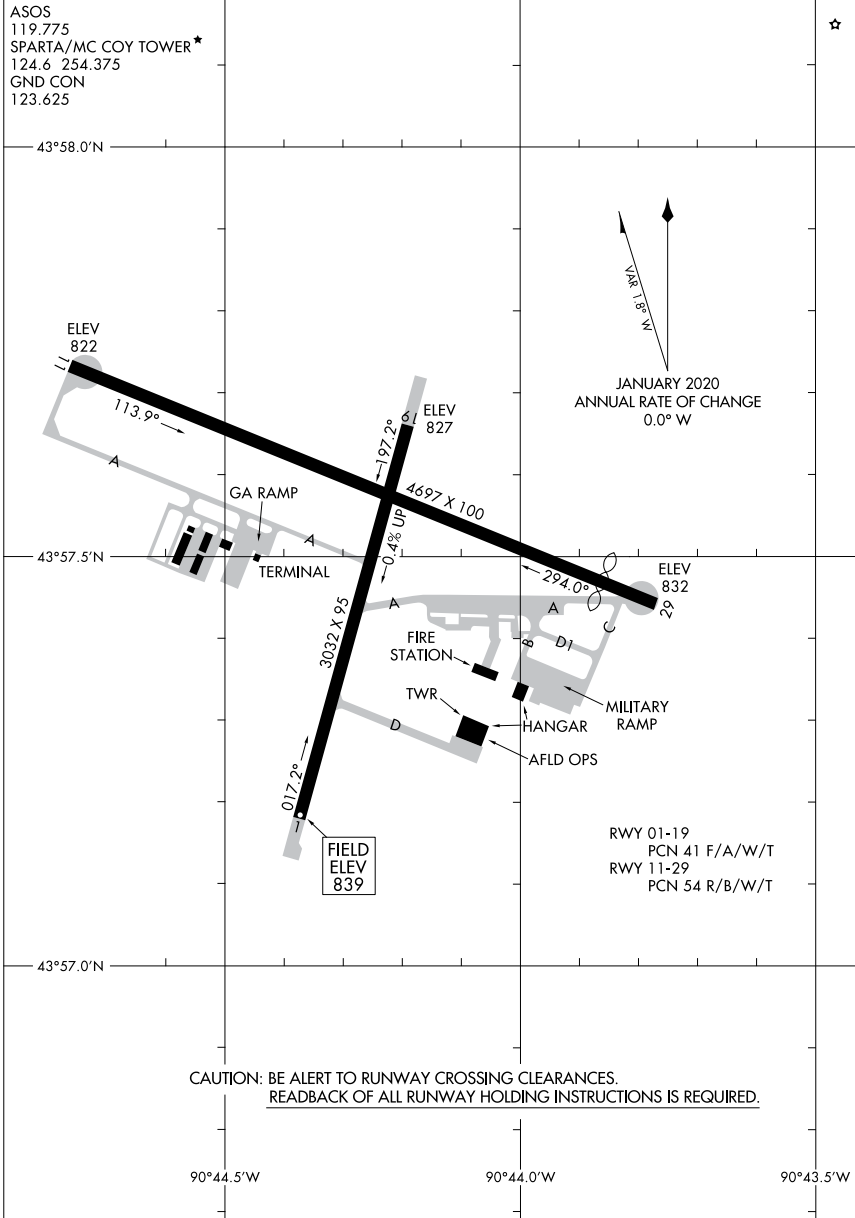 ASOS
119.775
SPARTA/MC COY TOWER★
124.6 254.375
GND CON
123.625
43°58.0'N
VAR 1.8° W
JANUARY 2020
ANNUAL RATE OF CHANGE
0.0° W
ELEV
822
11
113.9°
ELEV
827
19
197.2°
A
GA RAMP
4697 X 100
A
0.4% UP
43°57.5'N
TERMINAL
294.0°
ELEV
832
29
A
A
C
3032 X 95
FIRE
STATION
B
D1
TWR
MILITARY
RAMP
HANGAR
D
AFLD OPS
017.2°
1
FIELD
ELEV
839
RWY 01-19
PCN 41 F/A/W/T
RWY 11-29
PCN 54 R/B/W/T
43°57.0'N
CAUTION: BE ALERT TO RUNWAY CROSSING CLEARANCES.
READBACK OF ALL RUNWAY HOLDING INSTRUCTIONS IS REQUIRED.
90°44.5'W
90°44.0'W
90°43.5'W